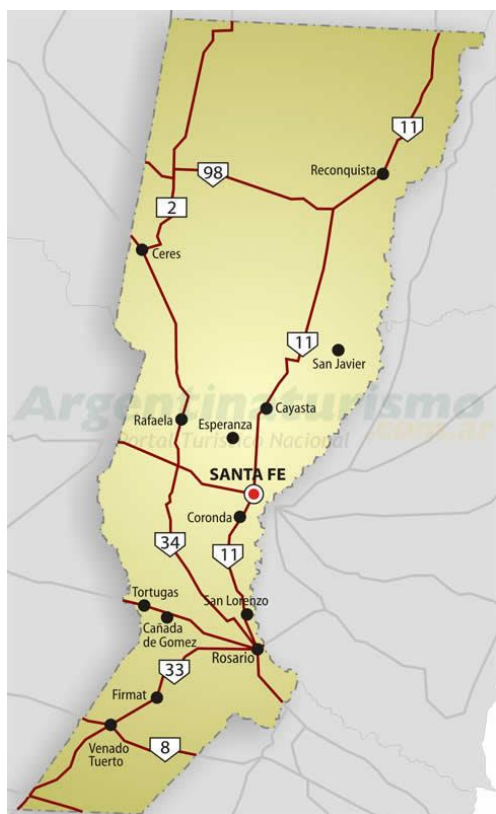 11
Reconquista
98
2
Ceres
11
San Javier
Argentinaturismo
.com.ar
Portal Turístico Nacional
Cayasta
Rafaela
Esperanza
SANTA FE
Coronda
34
11
Tortugas
San Lorenzo
Cañada
de Gomez
Rosario
33
Firmat
Venado
Tuerto
8